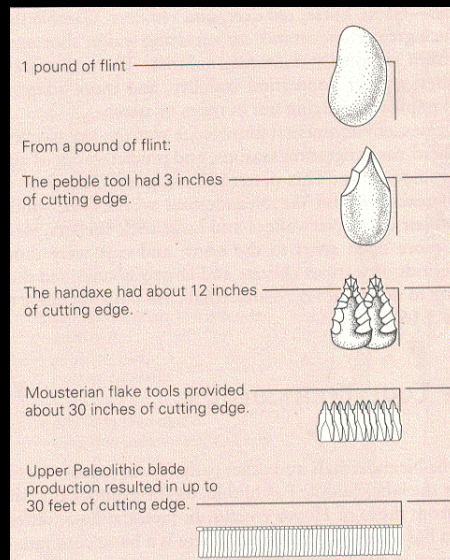 1 pound of flint
From a pound of flint:
The pebble tool had 3 inches
of cutting edge.
The handaxe had about 12 inches
of cutting edge.
Mousterian flake tools provided
about 30 inches of cutting edge.
Upper Paleolithic blade
production resulted in up to
30 feet of cutting edge.